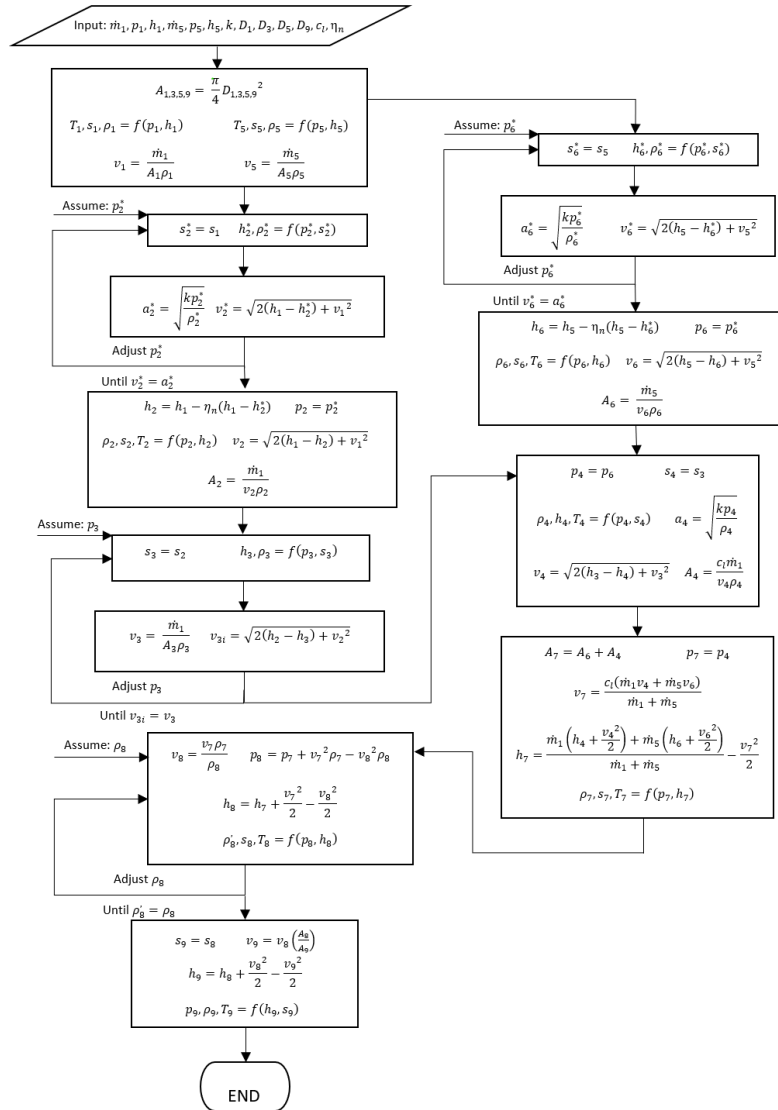 Input: ṁ₁, p₁, h₁, ṁ₅, p₅, h₅, k, D₁, D₃, D₅, D₉, c_l, η_n
A₁,₃,₅,₉ = π/4 D₁,₃,₅,₉²
T₁, s₁, ρ₁ = f(p₁, h₁)    T₅, s₅, ρ₅ = f(p₅, h₅)
v₁ = ṁ₁/(A₁ρ₁)    v₅ = ṁ₅/(A₅ρ₅)
Assume: p₂*
s₂* = s₁    h₂*, ρ₂* = f(p₂*, s₂*)
a₂* = √(kp₂*/ρ₂*)    v₂* = √(2(h₁ − h₂*) + v₁²)
Adjust p₂*
Until v₂* = a₂*
h₂ = h₁ − η_n(h₁ − h₂*)    p₂ = p₂*
ρ₂, s₂, T₂ = f(p₂, h₂)    v₂ = √(2(h₁ − h₂) + v₁²)
A₂ = ṁ₁/(v₂ρ₂)
Assume: p₃
s₃ = s₂    h₃, ρ₃ = f(p₃, s₃)
v₃ = ṁ₁/(A₃ρ₃)    v₃ᵢ = √(2(h₂ − h₃) + v₂²)
Adjust p₃
Until v₃ᵢ = v₃
Assume: p₆*
s₆* = s₅    h₆*, ρ₆* = f(p₆*, s₆*)
a₆* = √(kp₆*/ρ₆*)    v₆* = √(2(h₅ − h₆*) + v₅²)
Adjust p₆*
Until v₆* = a₆*
h₆ = h₅ − η_n(h₅ − h₆*)    p₆ = p₆*
ρ₆, s₆, T₆ = f(p₆, h₆)    v₆ = √(2(h₅ − h₆) + v₅²)
A₆ = ṁ₅/(v₆ρ₆)
p₄ = p₆    s₄ = s₃
ρ₄, h₄, T₄ = f(p₄, s₄)    a₄ = √(kp₄/ρ₄)
v₄ = √(2(h₃ − h₄) + v₃²)    A₄ = c_l ṁ₁/(v₄ρ₄)
A₇ = A₆ + A₄    p₇ = p₄
v₇ = c_l(ṁ₁v₄ + ṁ₅v₆)/(ṁ₁ + ṁ₅)
h₇ = (ṁ₁(h₄ + v₄²/2) + ṁ₅(h₆ + v₆²/2))/(ṁ₁ + ṁ₅) − v₇²/2
ρ₇, s₇, T₇ = f(p₇, h₇)
Assume: ρ₈
v₈ = v₇ρ₇/ρ₈    p₈ = p₇ + v₇²ρ₇ − v₈²ρ₈
h₈ = h₇ + v₇²/2 − v₈²/2
ρ₈′, s₈, T₈ = f(p₈, h₈)
Adjust ρ₈
Until ρ₈′ = ρ₈
s₉ = s₈    v₉ = v₈(A₈/A₉)
h₉ = h₈ + v₈²/2 − v₉²/2
p₉, ρ₉, T₉ = f(h₉, s₉)
END